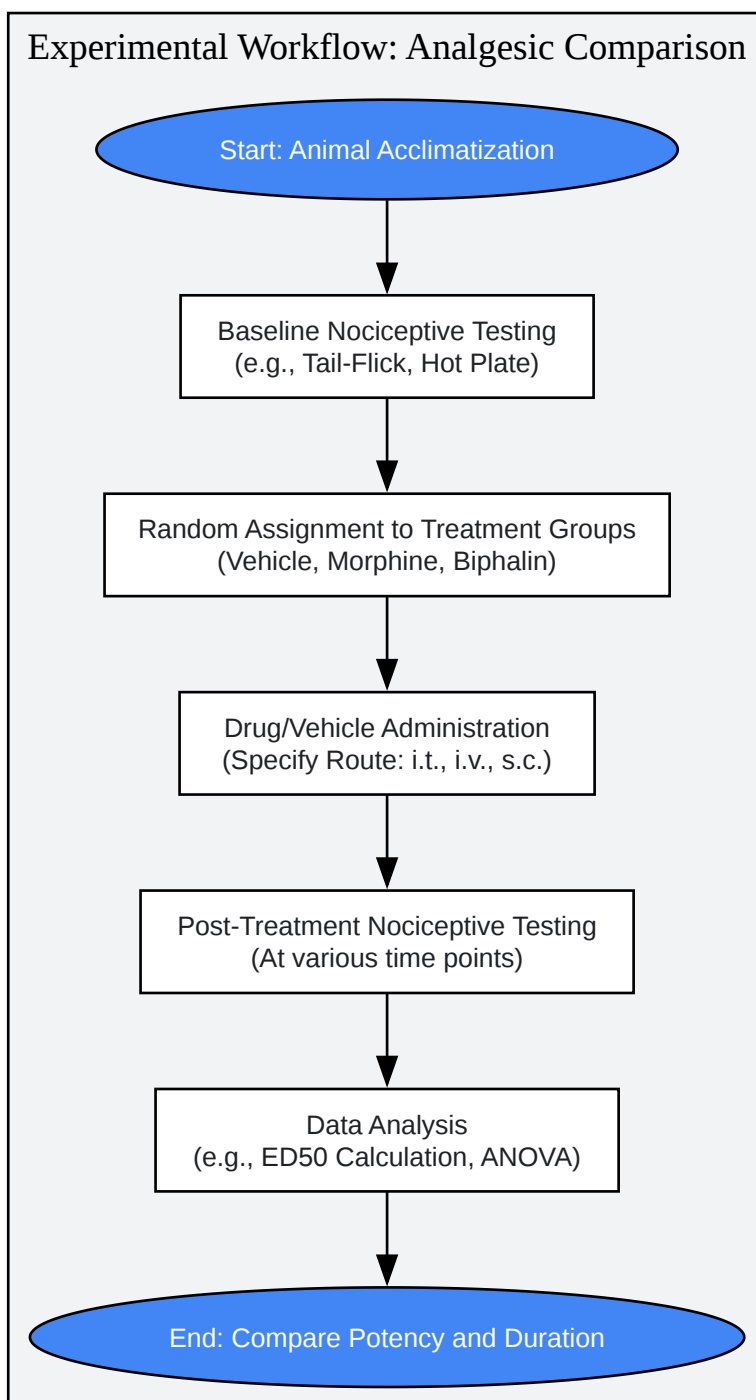 Experimental Workflow: Analgesic Comparison
Start: Animal Acclimatization
Baseline Nociceptive Testing
(e.g., Tail-Flick, Hot Plate)
Random Assignment to Treatment Groups
(Vehicle, Morphine, Biphalin)
Drug/Vehicle Administration
(Specify Route: i.t., i.v., s.c.)
Post-Treatment Nociceptive Testing
(At various time points)
Data Analysis
(e.g., ED50 Calculation, ANOVA)
End: Compare Potency and Duration